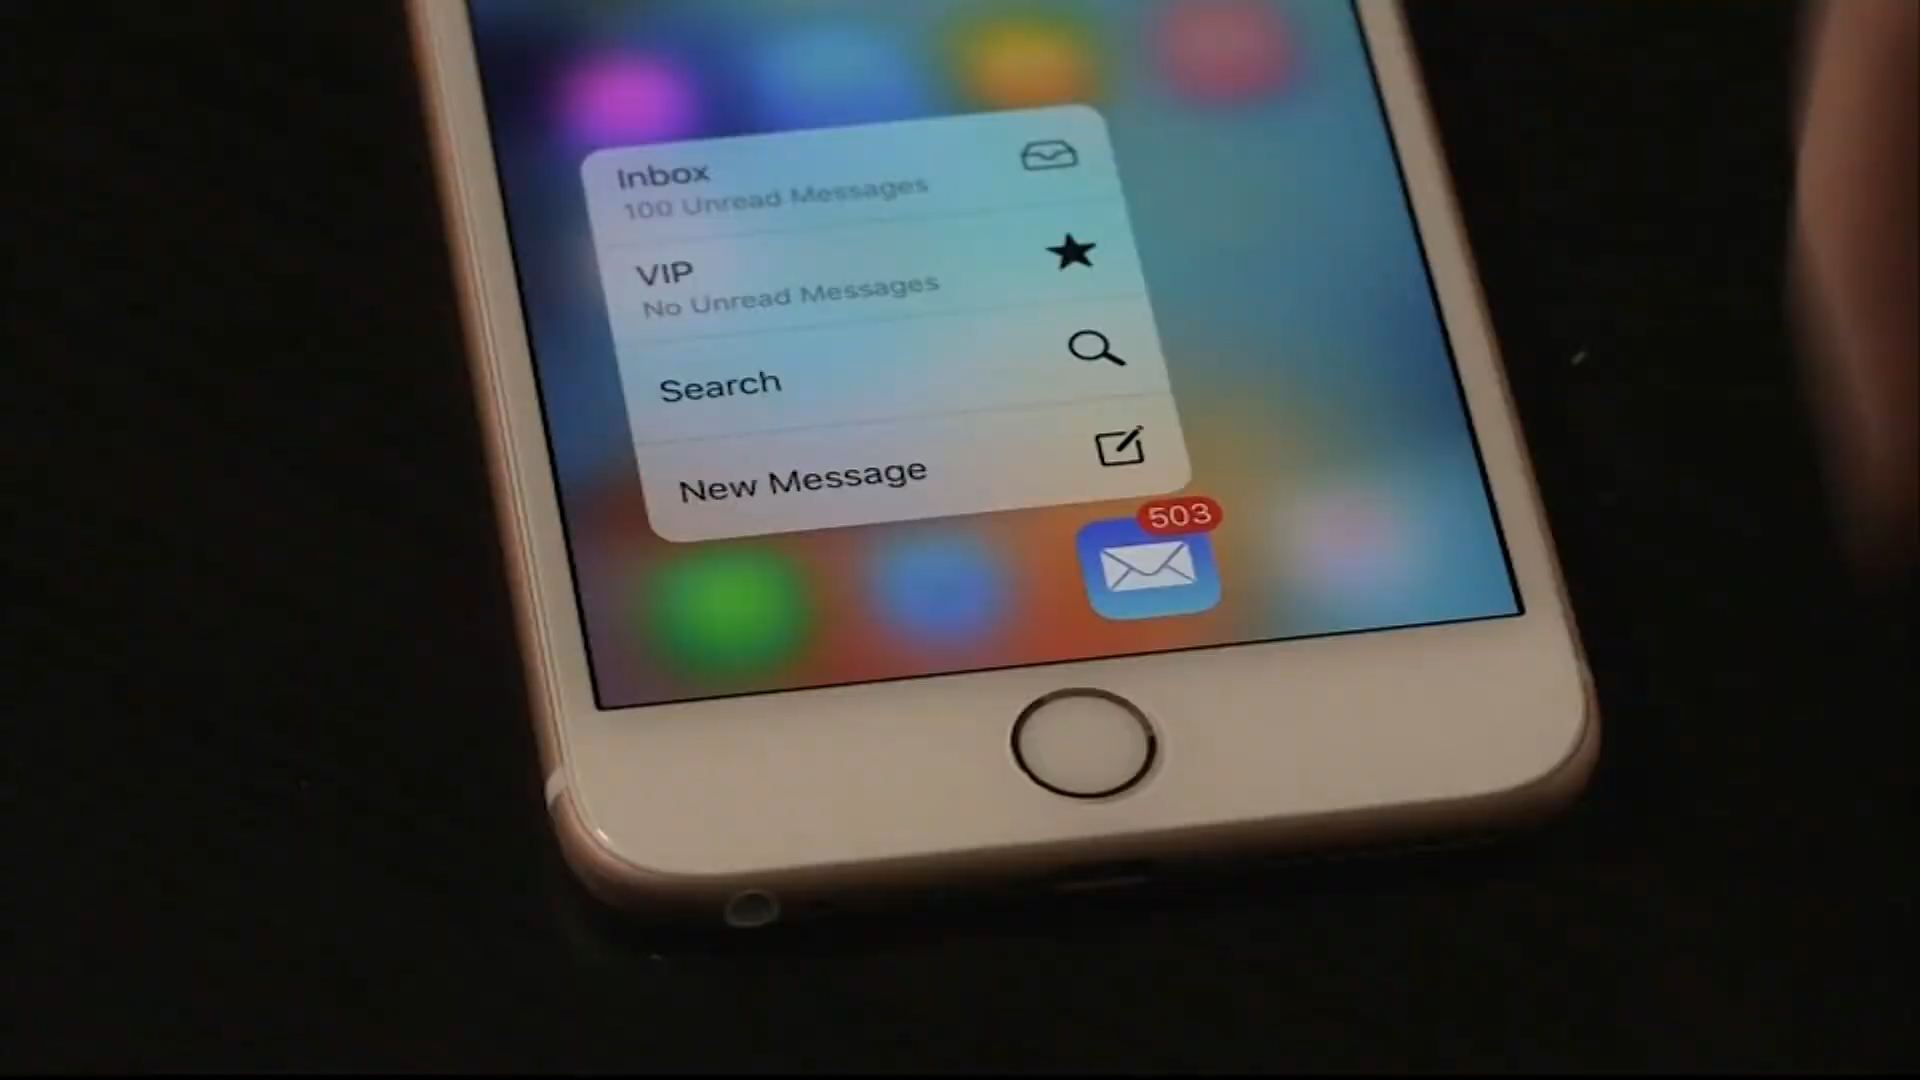 Inbox
100 Unread Messages
VIP
No Unread Messages
Search
New Message
503